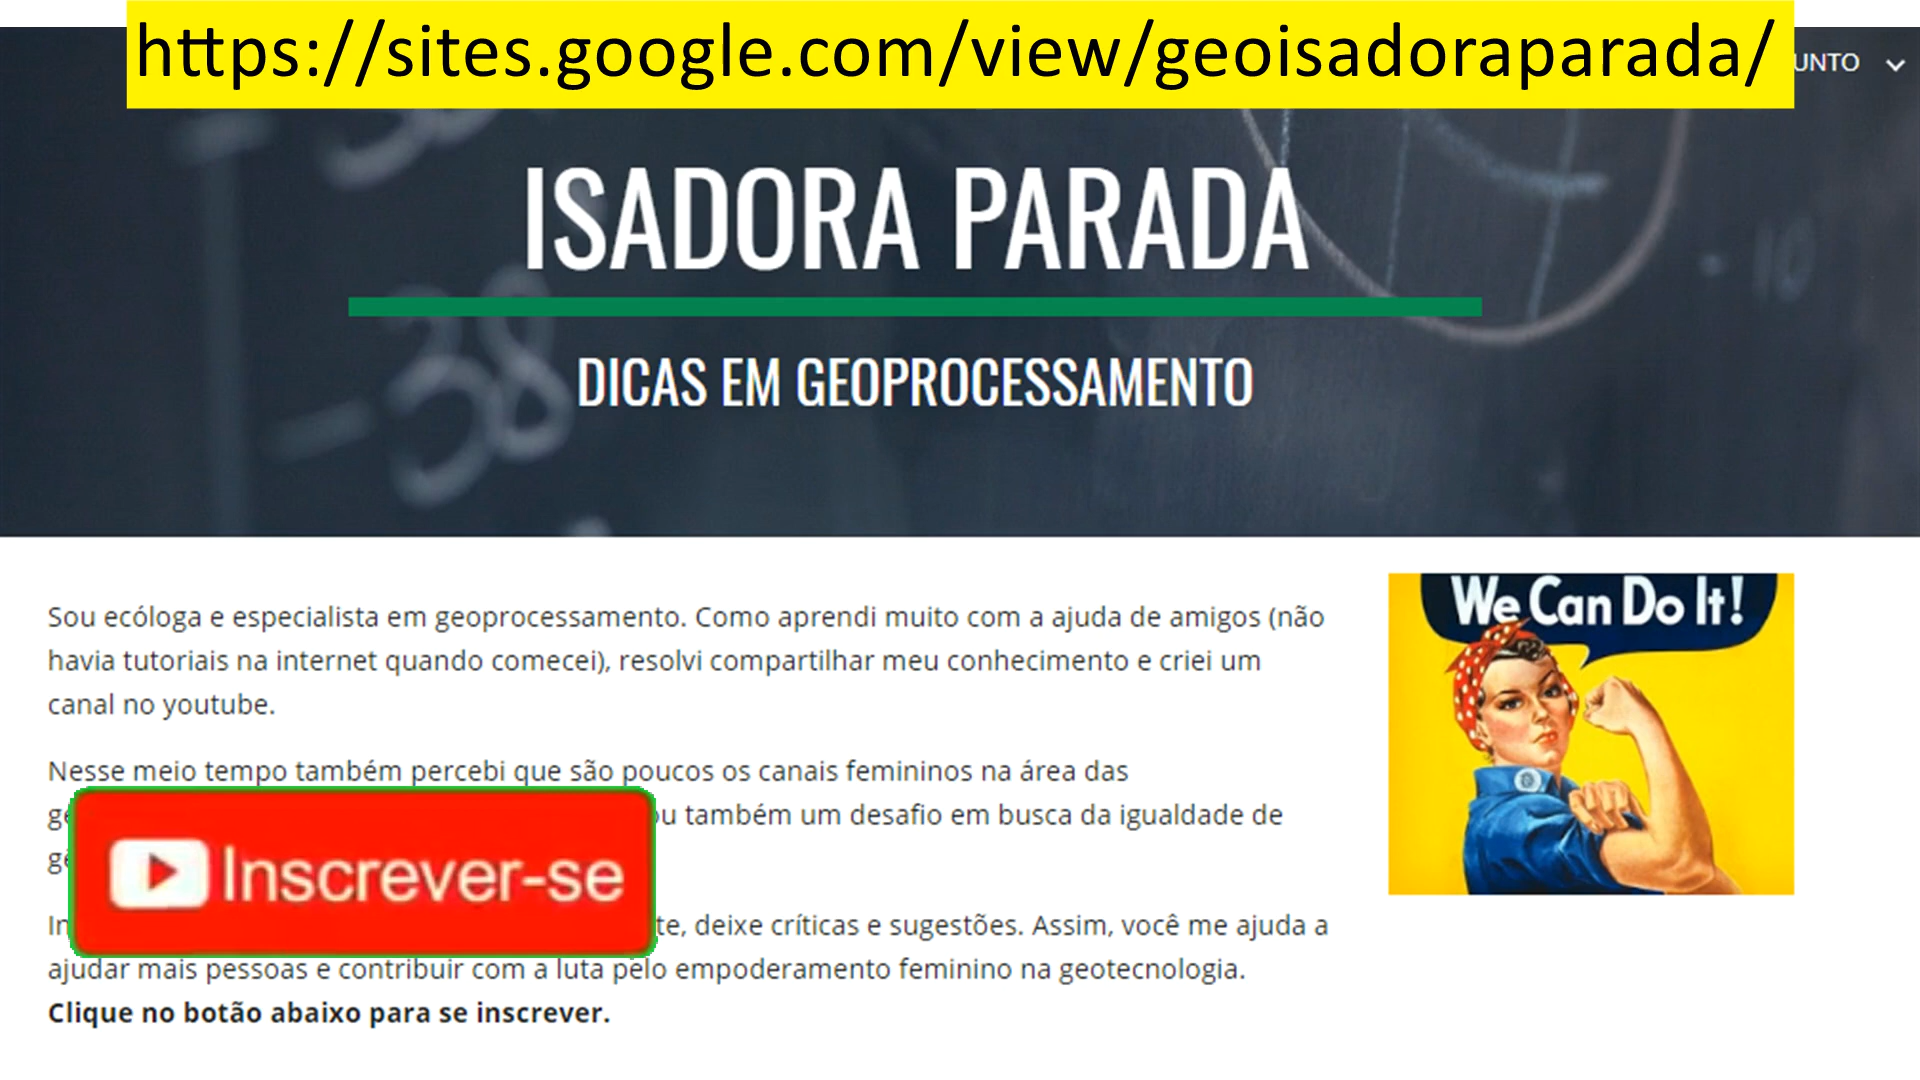 https://sites.google.com/view/geoisadoraparada/
UNTO
- 38
- 10
ISADORA PARADA
DICAS EM GEOPROCESSAMENTO
Sou ecóloga e especialista em geoprocessamento. Como aprendi muito com a ajuda de amigos (não
havia tutoriais na internet quando comecei), resolvi compartilhar meu conhecimento e criei um
canal no youtube.
We Can Do It!
Nesse meio tempo também percebi que são poucos os canais femininos na área das
também um desafio em busca da igualdade de
Inscrever-se
deixe críticas e sugestões. Assim, você me ajuda a
ajudar mais pessoas e contribuir com a luta pelo empoderamento feminino na geotecnologia.
Clique no botão abaixo para se inscrever.